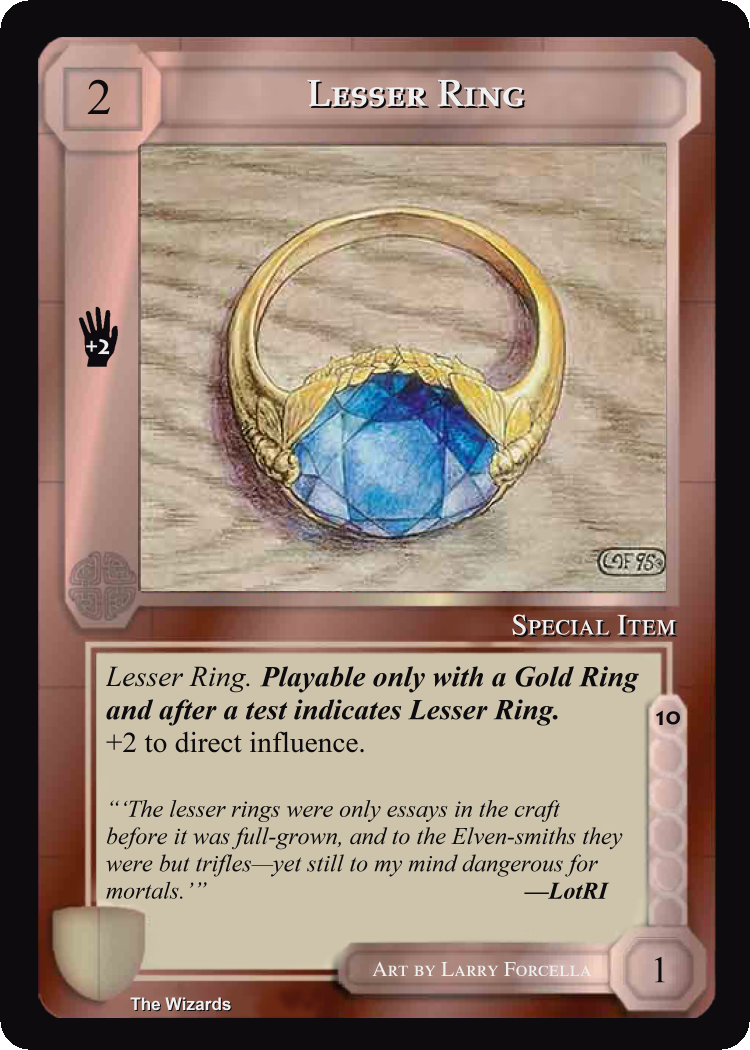 2
LESSER RING
+2
LAF 95
SPECIAL ITEM
Lesser Ring. Playable only with a Gold Ring
and after a test indicates Lesser Ring.
+2 to direct influence.
10
“‘The lesser rings were only essays in the craft
before it was full-grown, and to the Elven-smiths they
were but trifles—yet still to my mind dangerous for
mortals.’” —LotRI
ART BY LARRY FORCELLA
1
The Wizards